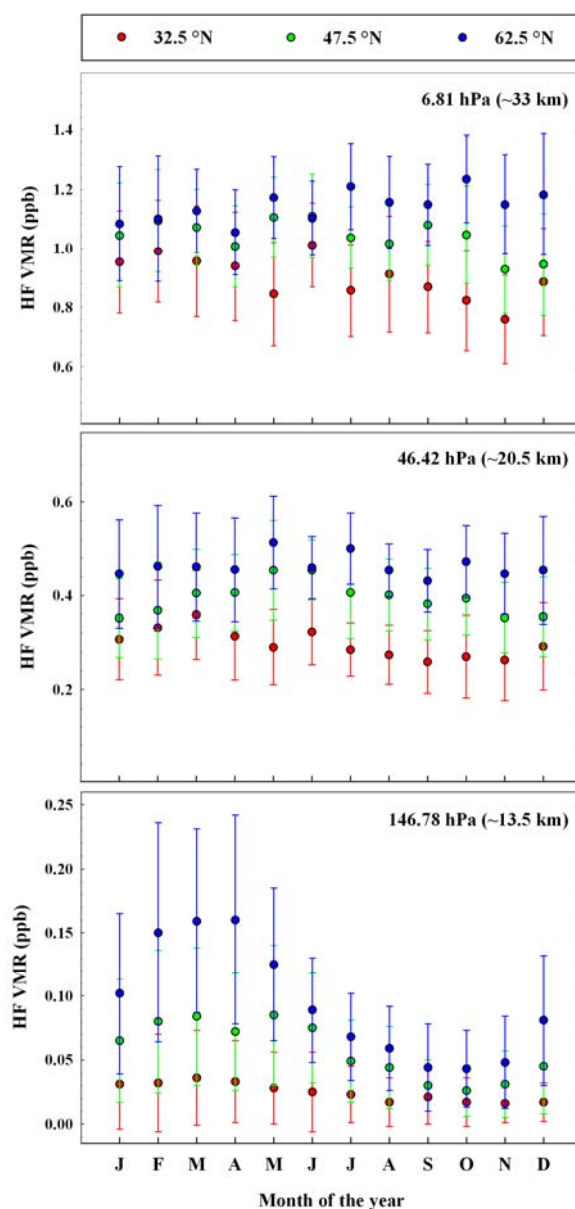 32.5 °N 47.5 °N 62.5 °N
6.81 hPa (~33 km)
HF VMR (ppb)
1.4
1.2
1.0
0.8
0.6
46.42 hPa (~20.5 km)
HF VMR (ppb)
0.6
0.4
0.2
146.78 hPa (~13.5 km)
HF VMR (ppb)
0.25
0.20
0.15
0.10
0.05
0.00
J F M A M J J A S O N D
Month of the year